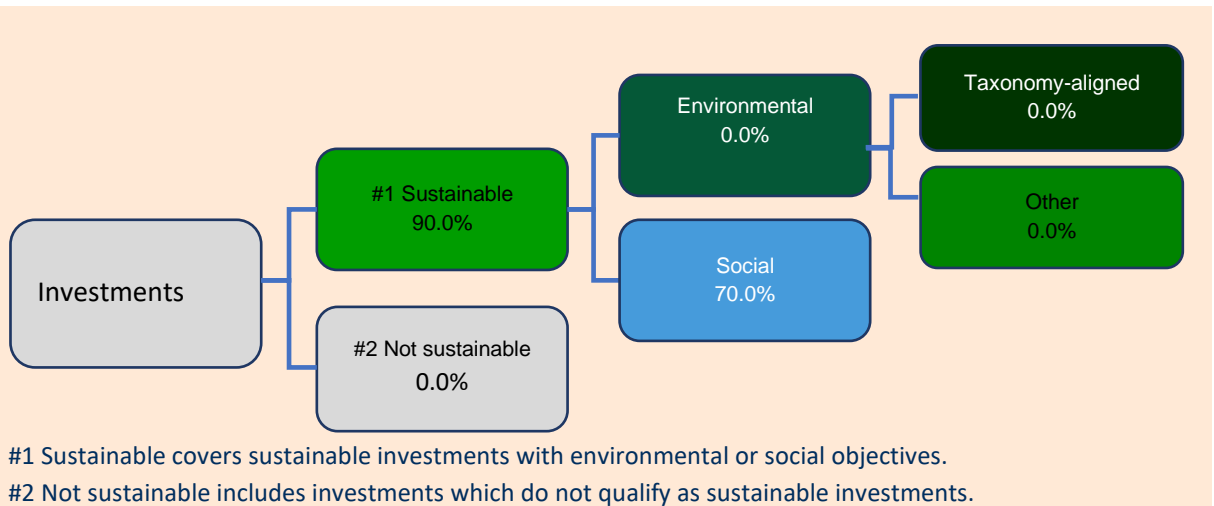 Investments
#1 Sustainable
90.0%
#2 Not sustainable
0.0%
Environmental
0.0%
Social
70.0%
Taxonomy-aligned
0.0%
Other
0.0%
#1 Sustainable covers sustainable investments with environmental or social objectives.
#2 Not sustainable includes investments which do not qualify as sustainable investments.